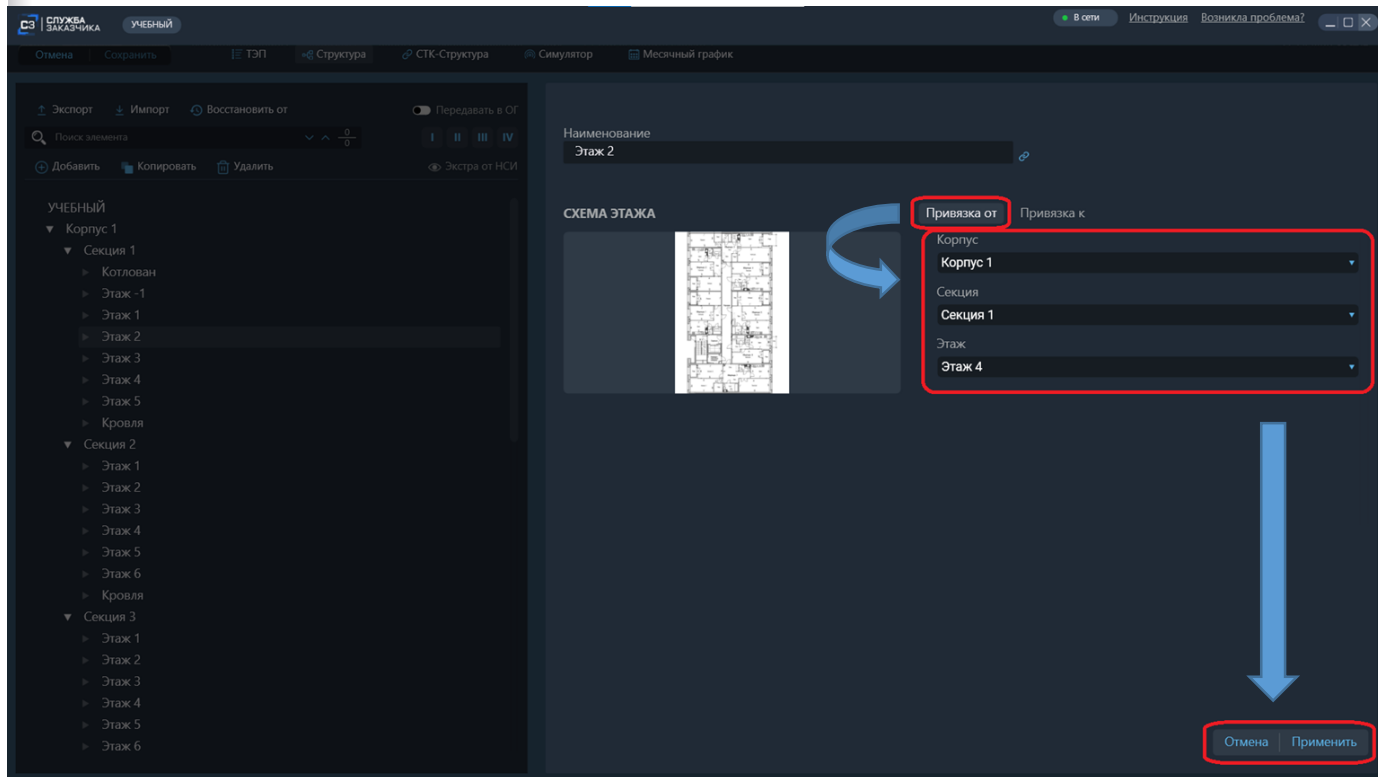 СЗ СЛУЖБА ЗАКАЗЧИКА
УЧЕБНЫЙ
В сети
Инструкция
Возникла проблема?
Отмена
Сохранить
ТЭП
Структура
СТК-Структура
Симулятор
Месячный график
Экспорт
Импорт
Восстановить от
Передавать в ОГ
Поиск элемента
0
0
I
II
III
IV
Добавить
Копировать
Удалить
Экстра от НСИ
УЧЕБНЫЙ
Корпус 1
Секция 1
Котлован
Этаж -1
Этаж 1
Этаж 2
Этаж 3
Этаж 4
Этаж 5
Кровля
Секция 2
Этаж 1
Этаж 2
Этаж 3
Этаж 4
Этаж 5
Этаж 6
Кровля
Секция 3
Этаж 1
Этаж 2
Этаж 3
Этаж 4
Этаж 5
Этаж 6
Наименование
Этаж 2
СХЕМА ЭТАЖА
Привязка от
Привязка к
Корпус
Корпус 1
Секция
Секция 1
Этаж
Этаж 4
Отмена
Применить